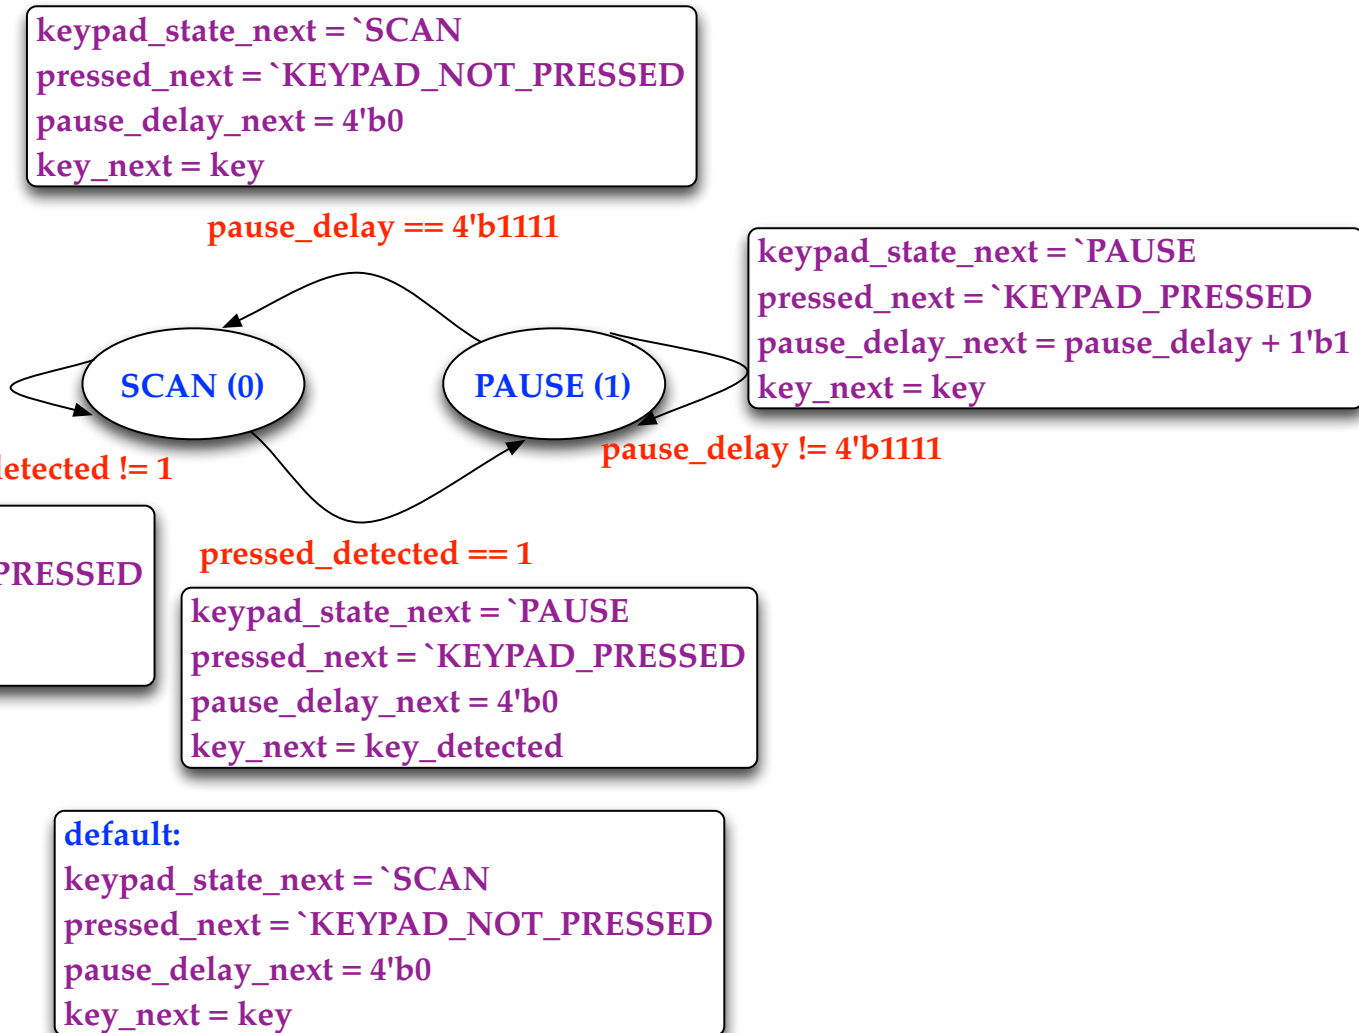 keypad_state_next = `SCAN
pressed_next = `KEYPAD_NOT_PRESSED
pause_delay_next = 4'b0
key_next = key
pause_delay == 4'b1111
keypad_state_next = `PAUSE
pressed_next = `KEYPAD_PRESSED
pause_delay_next = pause_delay + 1'b1
key_next = key
SCAN (0)
PAUSE (1)
pause_delay != 4'b1111
!= 1
PRESSED
pressed_detected == 1
keypad_state_next = `PAUSE
pressed_next = `KEYPAD_PRESSED
pause_delay_next = 4'b0
key_next = key_detected
default:
keypad_state_next = `SCAN
pressed_next = `KEYPAD_NOT_PRESSED
pause_delay_next = 4'b0
key_next = key